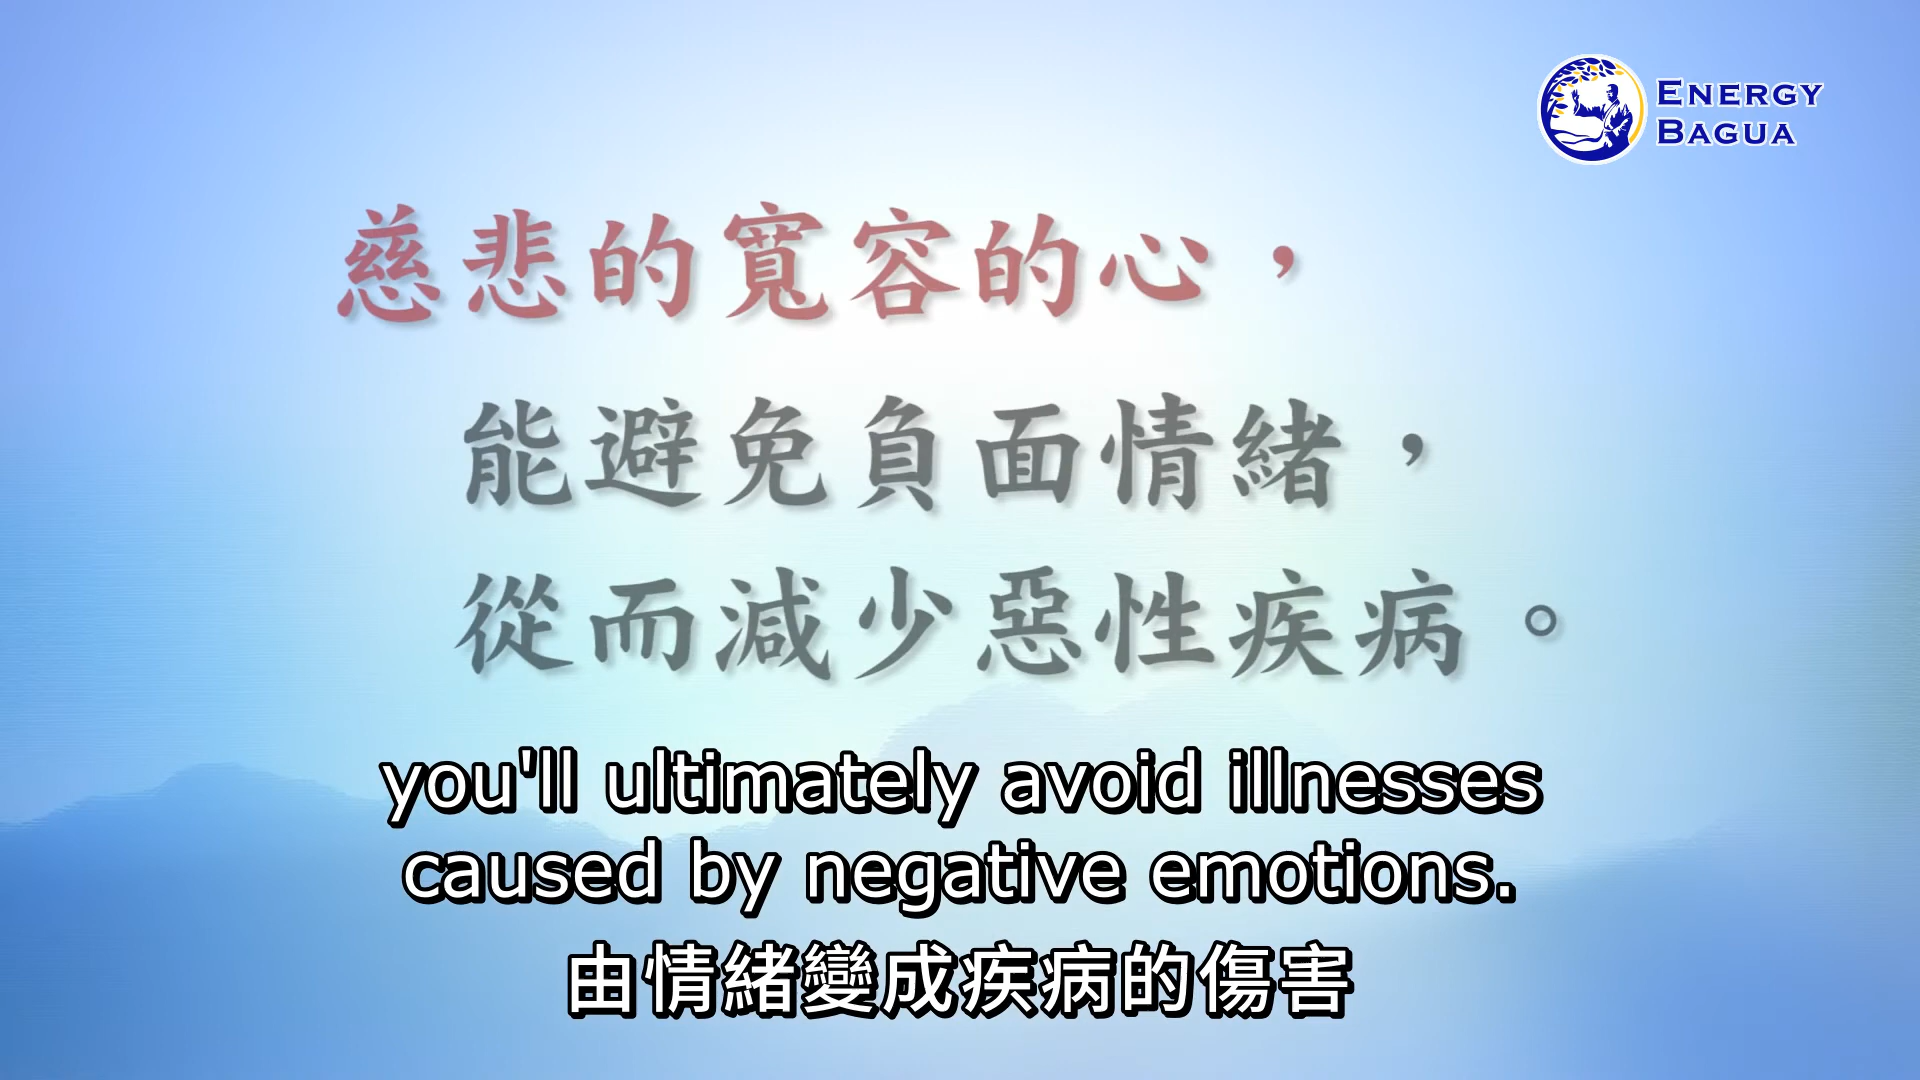 ENERGY
BAGUA
慈悲的寬容的心，
能避免負面情緒，
從而減少惡性疾病。
you'll ultimately avoid illnesses
caused by negative emotions.
由情緒變成疾病的傷害